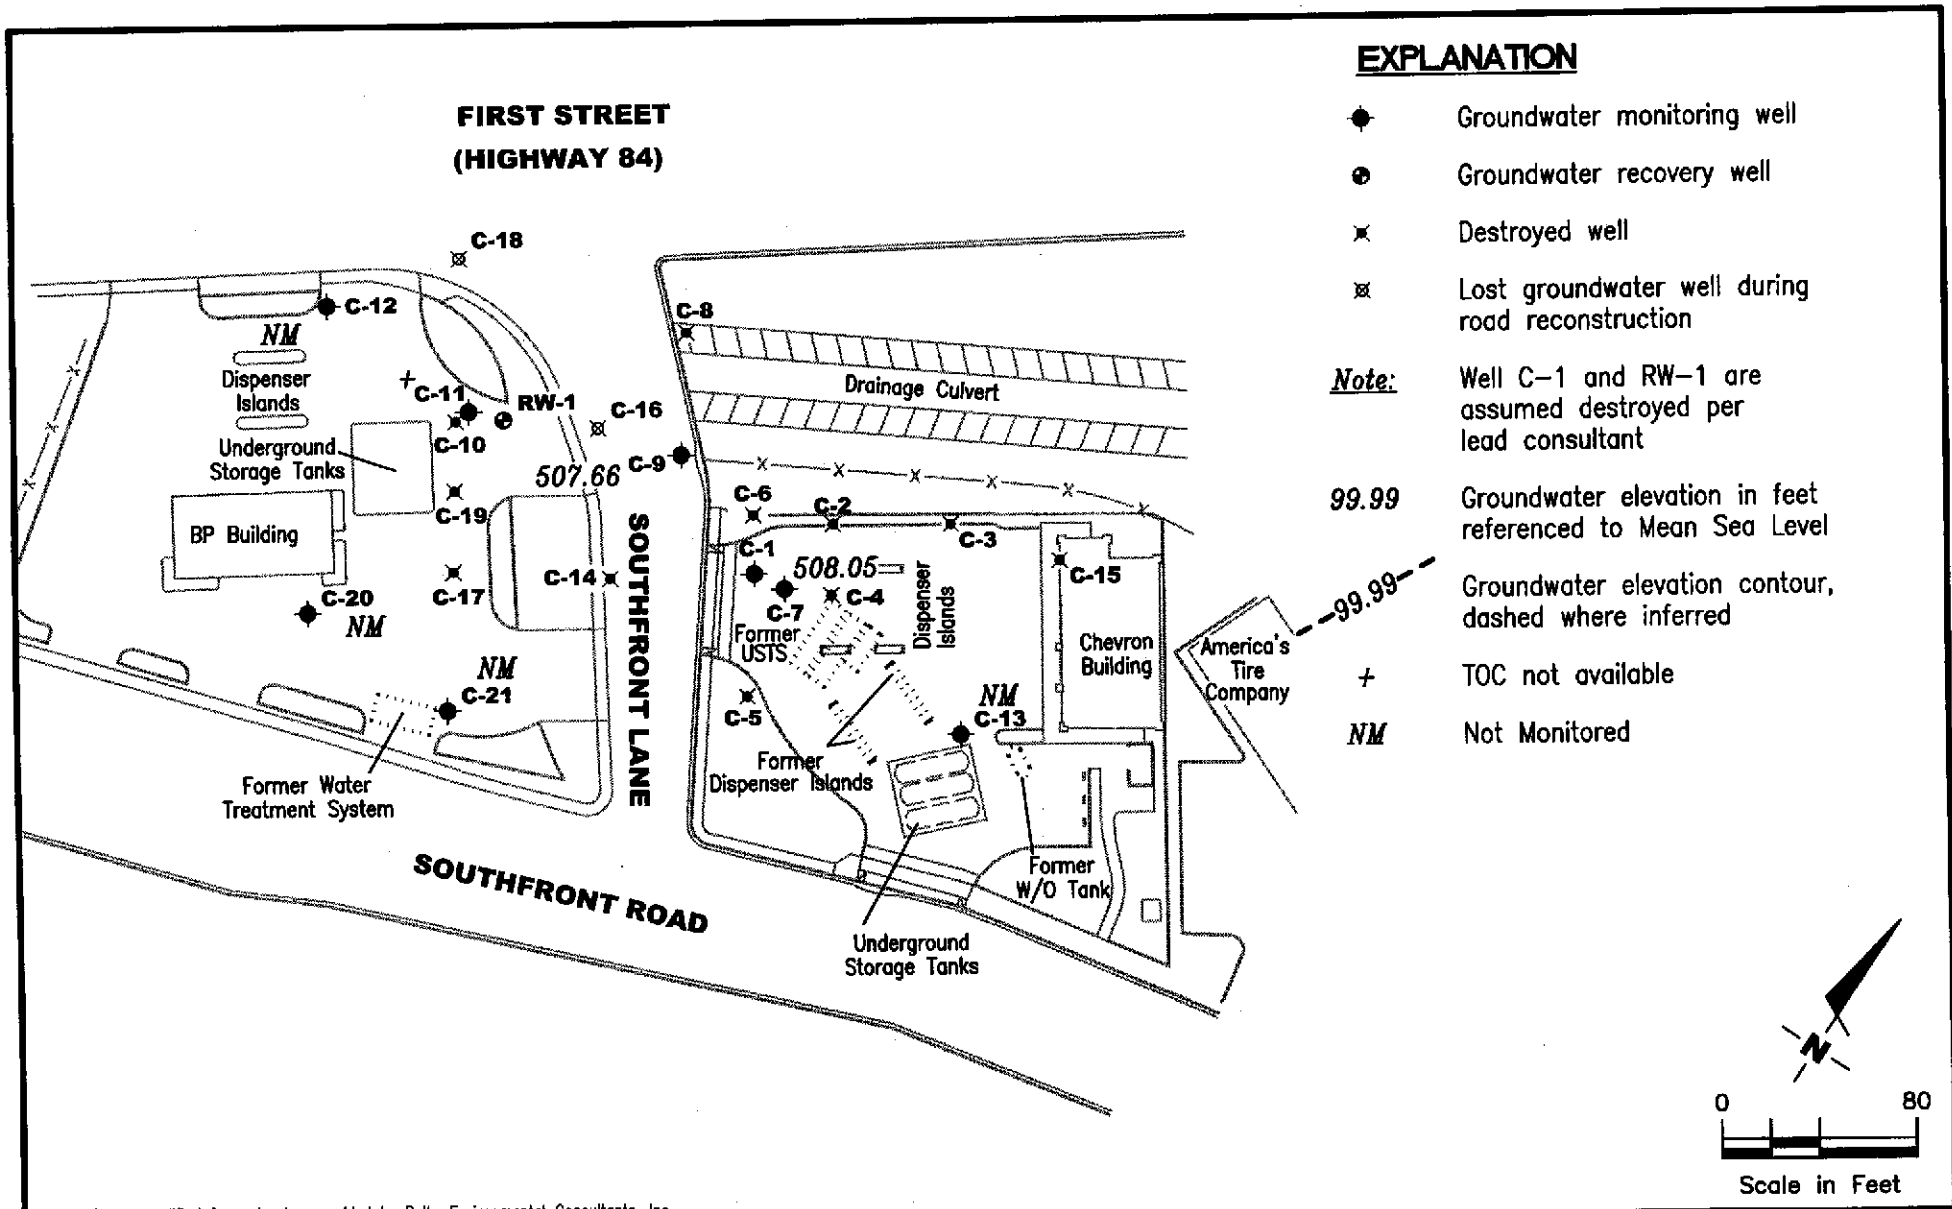 EXPLANATION
Groundwater monitoring well
Groundwater recovery well
Destroyed well
Lost groundwater well during
road reconstruction
Note: Well C-1 and RW-1 are
assumed destroyed per
lead consultant
99.99 Groundwater elevation in feet
referenced to Mean Sea Level
99.99 Groundwater elevation contour,
dashed where inferred
+ TOC not available
NM Not Monitored
FIRST STREET
(HIGHWAY 84)
C-18
C-12
NM
Dispenser
Islands
+
C-11
RW-1
C-10
Underground
Storage Tanks
C-16
507.66
C-9
C-8
Drainage Culvert
C-19
BP Building
C-17
C-14
C-20
NM
NM
C-21
Former Water
Treatment System
SOUTHFRONT LANE
C-6
C-2
C-3
C-1
508.05
C-7
C-4
Dispenser
Islands
C-15
Former
USTS
Chevron
Building
America's
Tire
Company
C-5
NM
C-13
Former
Dispenser Islands
Former
W/O Tank
Underground
Storage Tanks
SOUTHFRONT ROAD
N
0 80
Scale in Feet